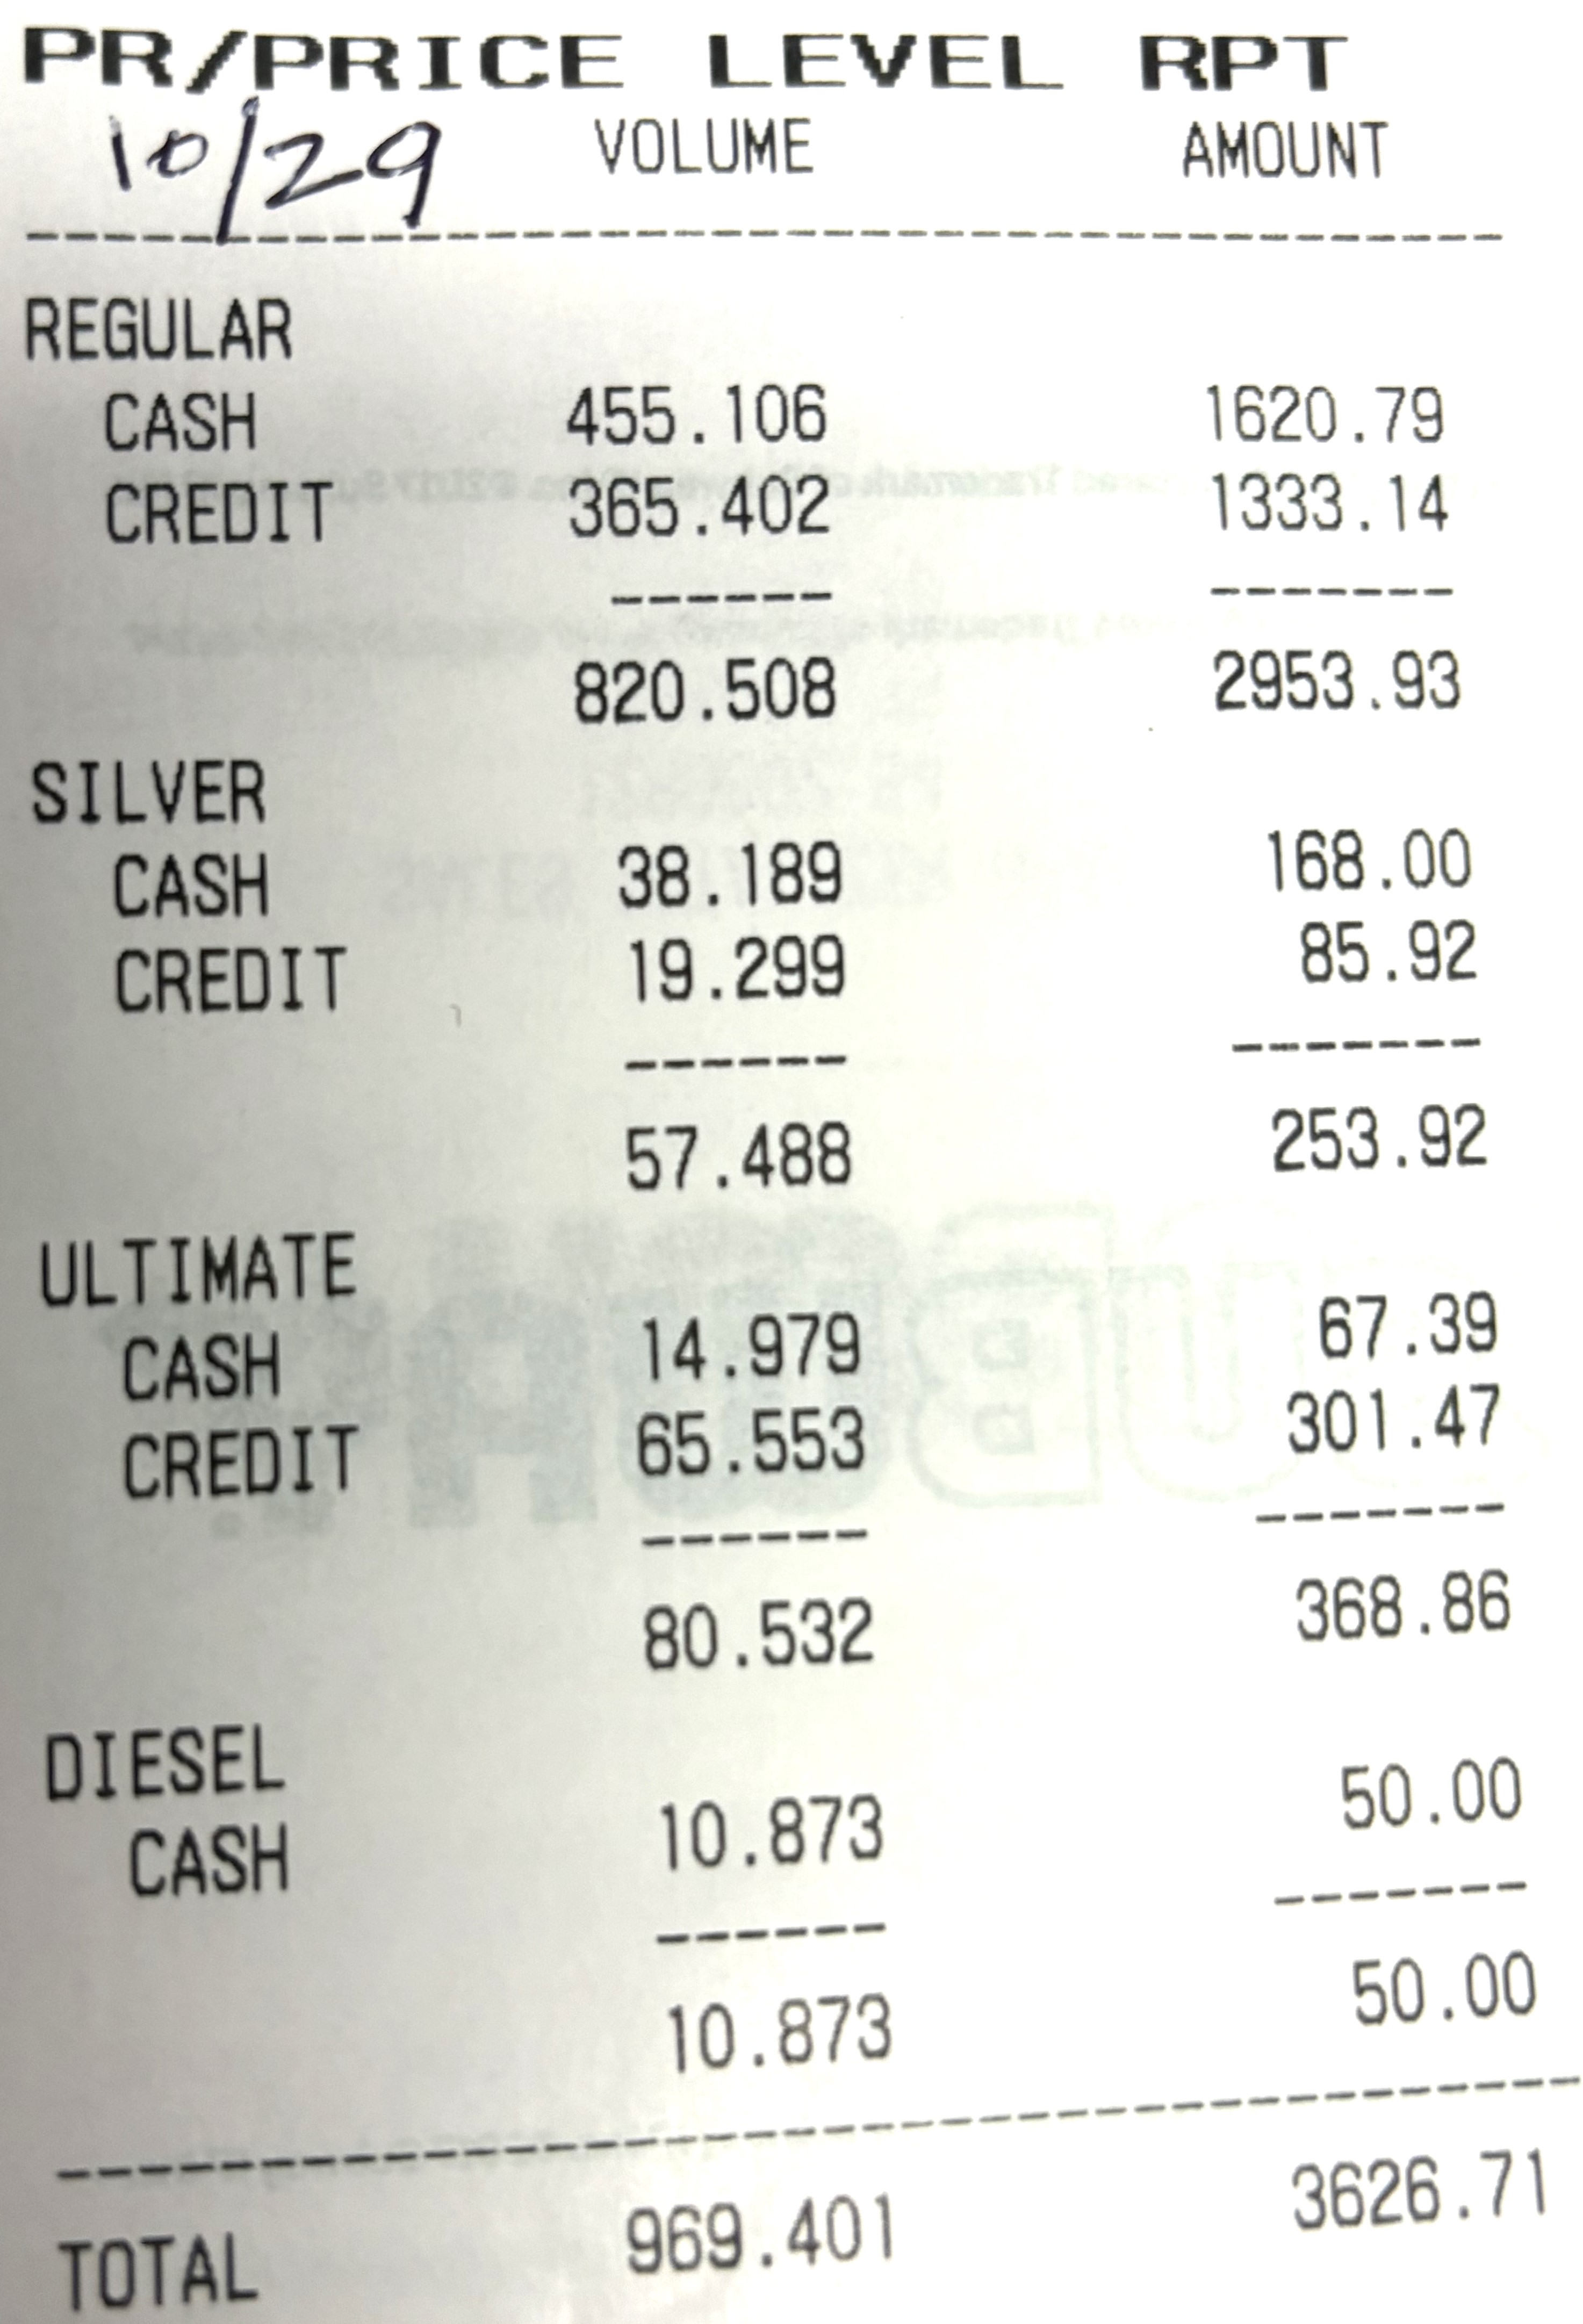 PR/PRICE LEVEL RPT
10/29 VOLUME AMOUNT
REGULAR
CASH 455.106 1620.79
CREDIT 365.402 1333.14
820.508 2953.93
SILVER
CASH 38.189 168.00
CREDIT 19.299 85.92
57.488 253.92
ULTIMATE
CASH 14.979 67.39
CREDIT 65.553 301.47
80.532 368.86
DIESEL
CASH 10.873 50.00
10.873 50.00
TOTAL 969.401 3626.71